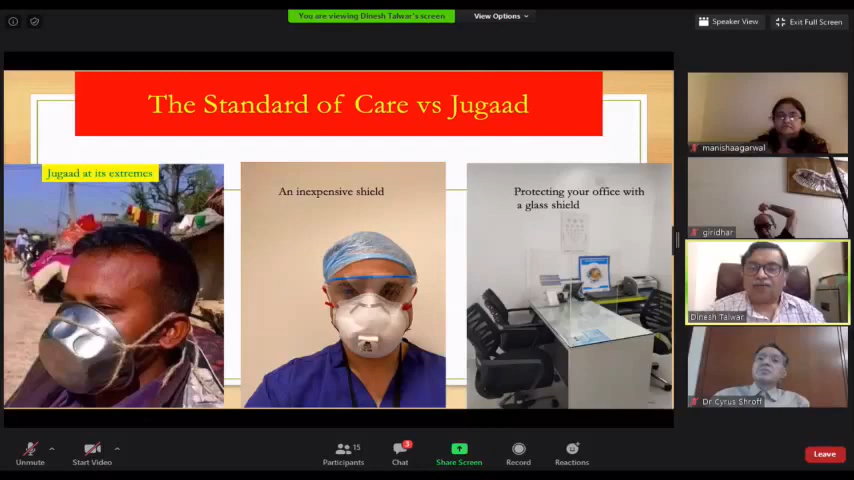 You are viewing Dinesh Talwar's screen
View Options
Speaker View
Exit Full Screen
The Standard of Care vs Jugaad
Jugaad at its extremes
An inexpensive shield
Protecting your office with
a glass shield
manishaagarwal
giridhar
Dinesh Talwar
Dr Cyrus Shroff
Unmute
Start Video
Participants
15
Chat
3
Share Screen
Record
Reactions
Leave